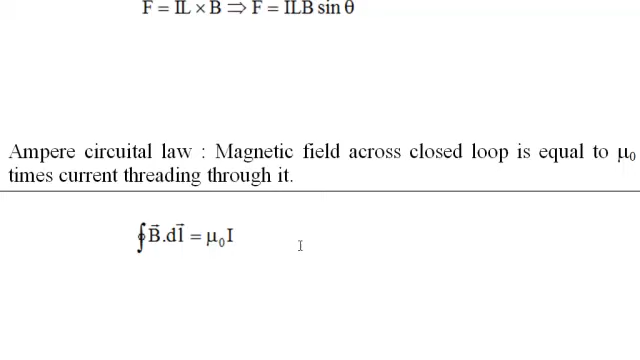 F = IL × B ⇒ F = ILB sin θ
Ampere circuital law : Magnetic field across closed loop is equal to μ₀
times current threading through it.
∮B⃗.dl⃗ = μ₀I